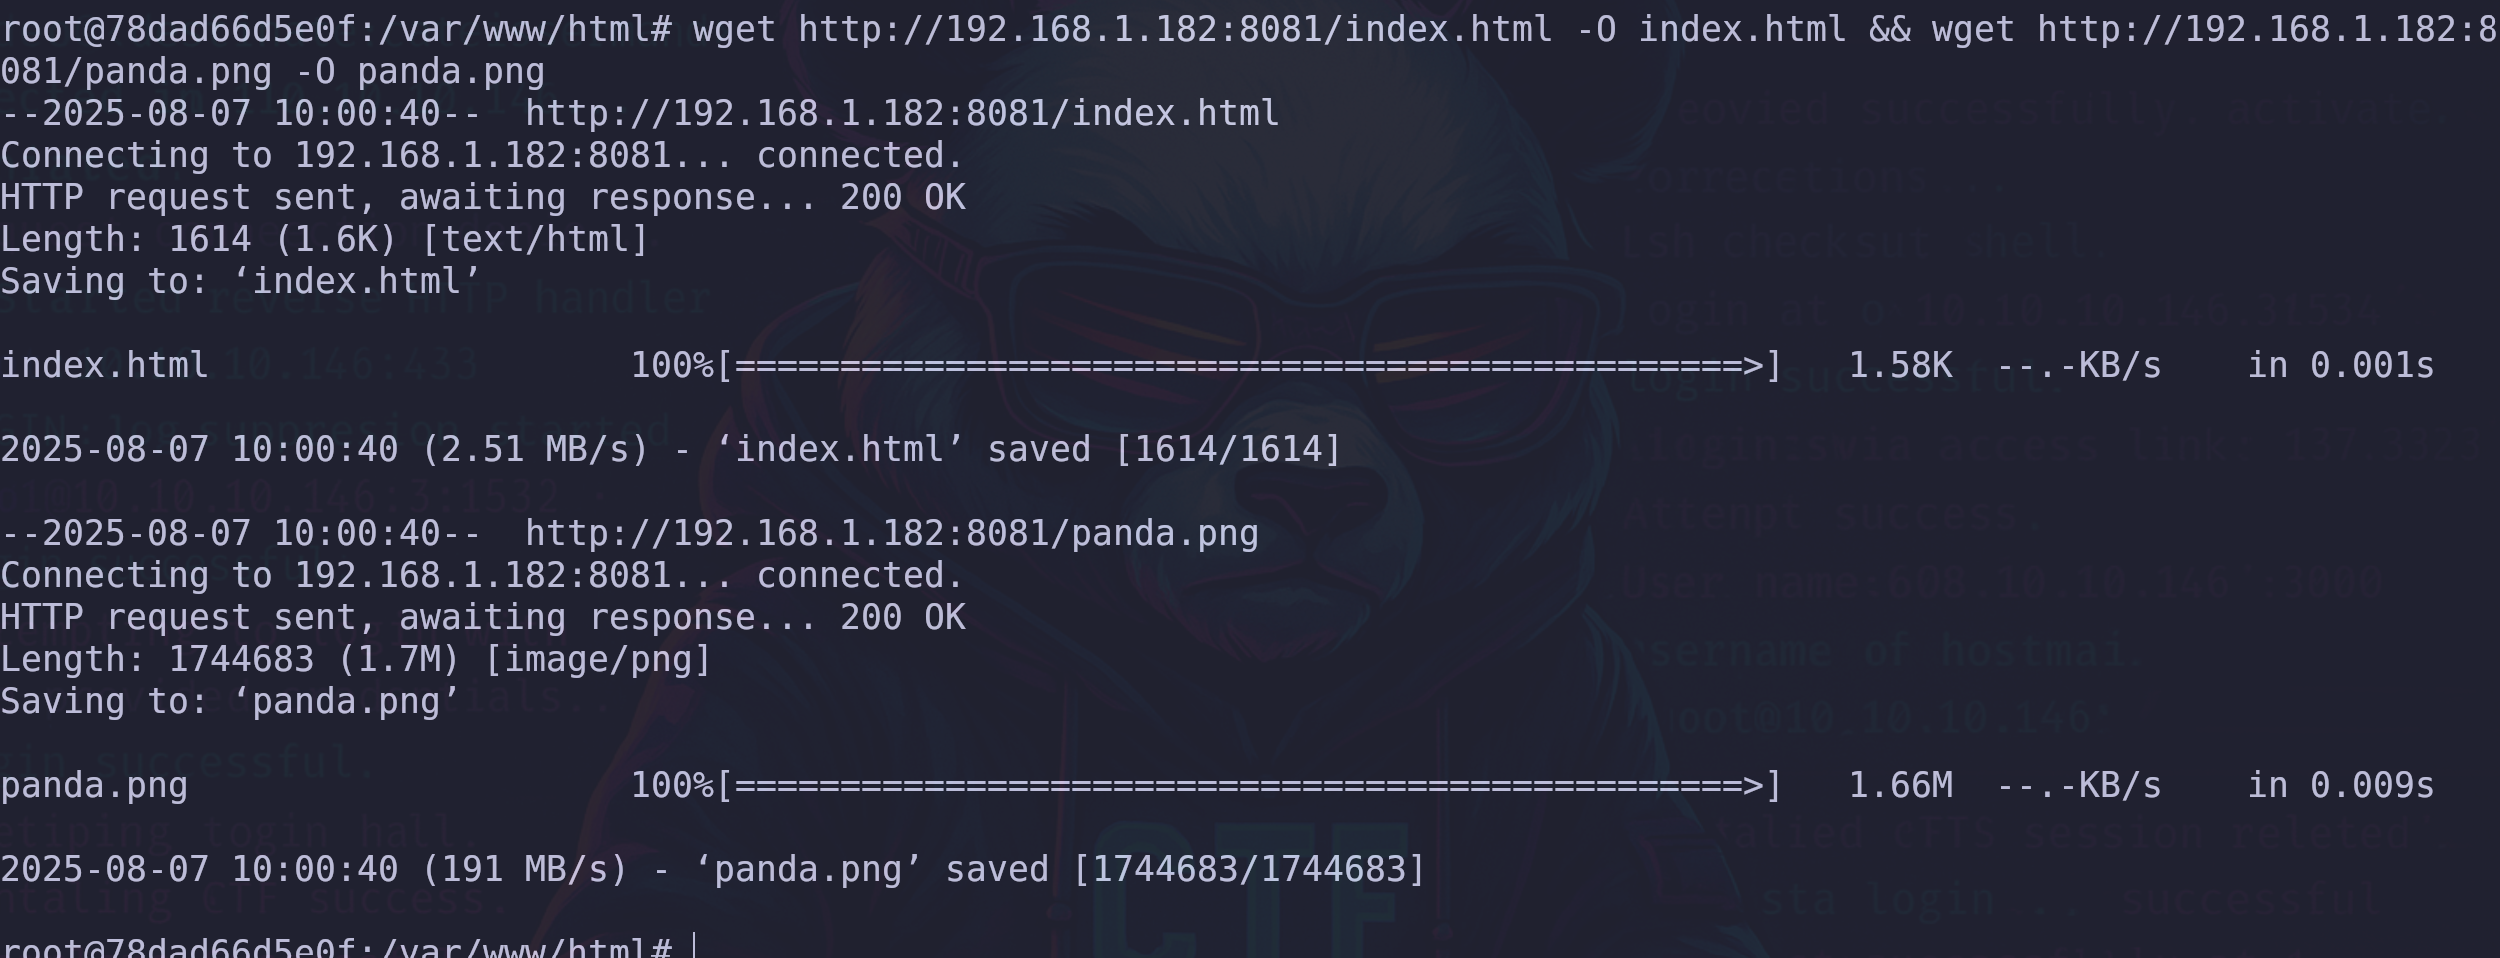 root@78dad66d5e0f:/var/www/html# wget http://192.168.1.182:8081/index.html -O index.html && wget http://192.168.1.182:8
081/panda.png -O panda.png
--2025-08-07 10:00:40--  http://192.168.1.182:8081/index.html
Connecting to 192.168.1.182:8081... connected.
HTTP request sent, awaiting response... 200 OK
Length: 1614 (1.6K) [text/html]
Saving to: ‘index.html’
index.html                    100%[================================================>]   1.58K  --.-KB/s    in 0.001s
2025-08-07 10:00:40 (2.51 MB/s) - ‘index.html’ saved [1614/1614]
--2025-08-07 10:00:40--  http://192.168.1.182:8081/panda.png
Connecting to 192.168.1.182:8081... connected.
HTTP request sent, awaiting response... 200 OK
Length: 1744683 (1.7M) [image/png]
Saving to: ‘panda.png’
panda.png                     100%[================================================>]   1.66M  --.-KB/s    in 0.009s
2025-08-07 10:00:40 (191 MB/s) - ‘panda.png’ saved [1744683/1744683]
CTF
root@78dad66d5e0f:/var/www/html#